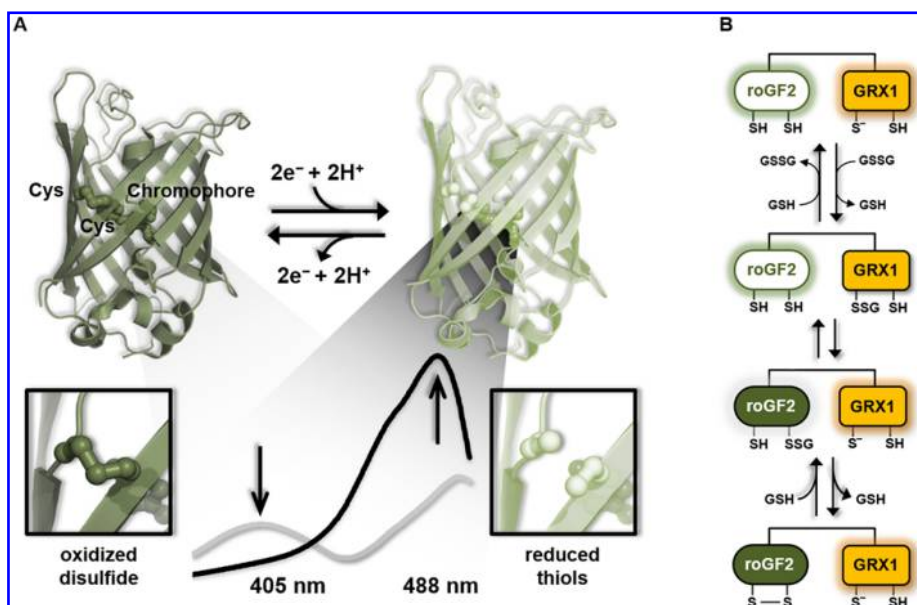 A
Cys
Cys
Chromophore
2e⁻ + 2H⁺
2e⁻ + 2H⁺
oxidized
disulfide
405 nm
488 nm
reduced
thiols
B
roGF2 GRX1
SH SH S⁻ SH
GSSG GSSG
GSH GSH
roGF2 GRX1
SH SH SSG SH
roGF2 GRX1
SH SSG S⁻ SH
GSH GSH
roGF2 GRX1
S — S S⁻ SH